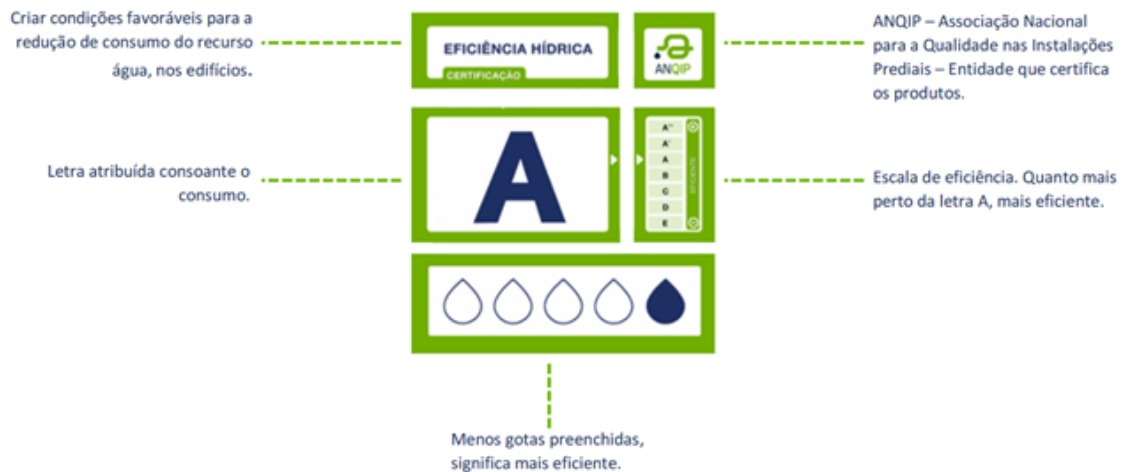 Criar condições favoráveis para a
redução de consumo do recurso
água, nos edifícios.
EFICIÊNCIA HÍDRICA
CERTIFICAÇÃO
ANQIP
ANQIP – Associação Nacional
para a Qualidade nas Instalações
Prediais – Entidade que certifica
os produtos.
Letra atribuída consoante o
consumo.
A
A++
A+
A
B
C
D
E
EFICIENTE
Escala de eficiência. Quanto mais
perto da letra A, mais eficiente.
Menos gotas preenchidas,
significa mais eficiente.